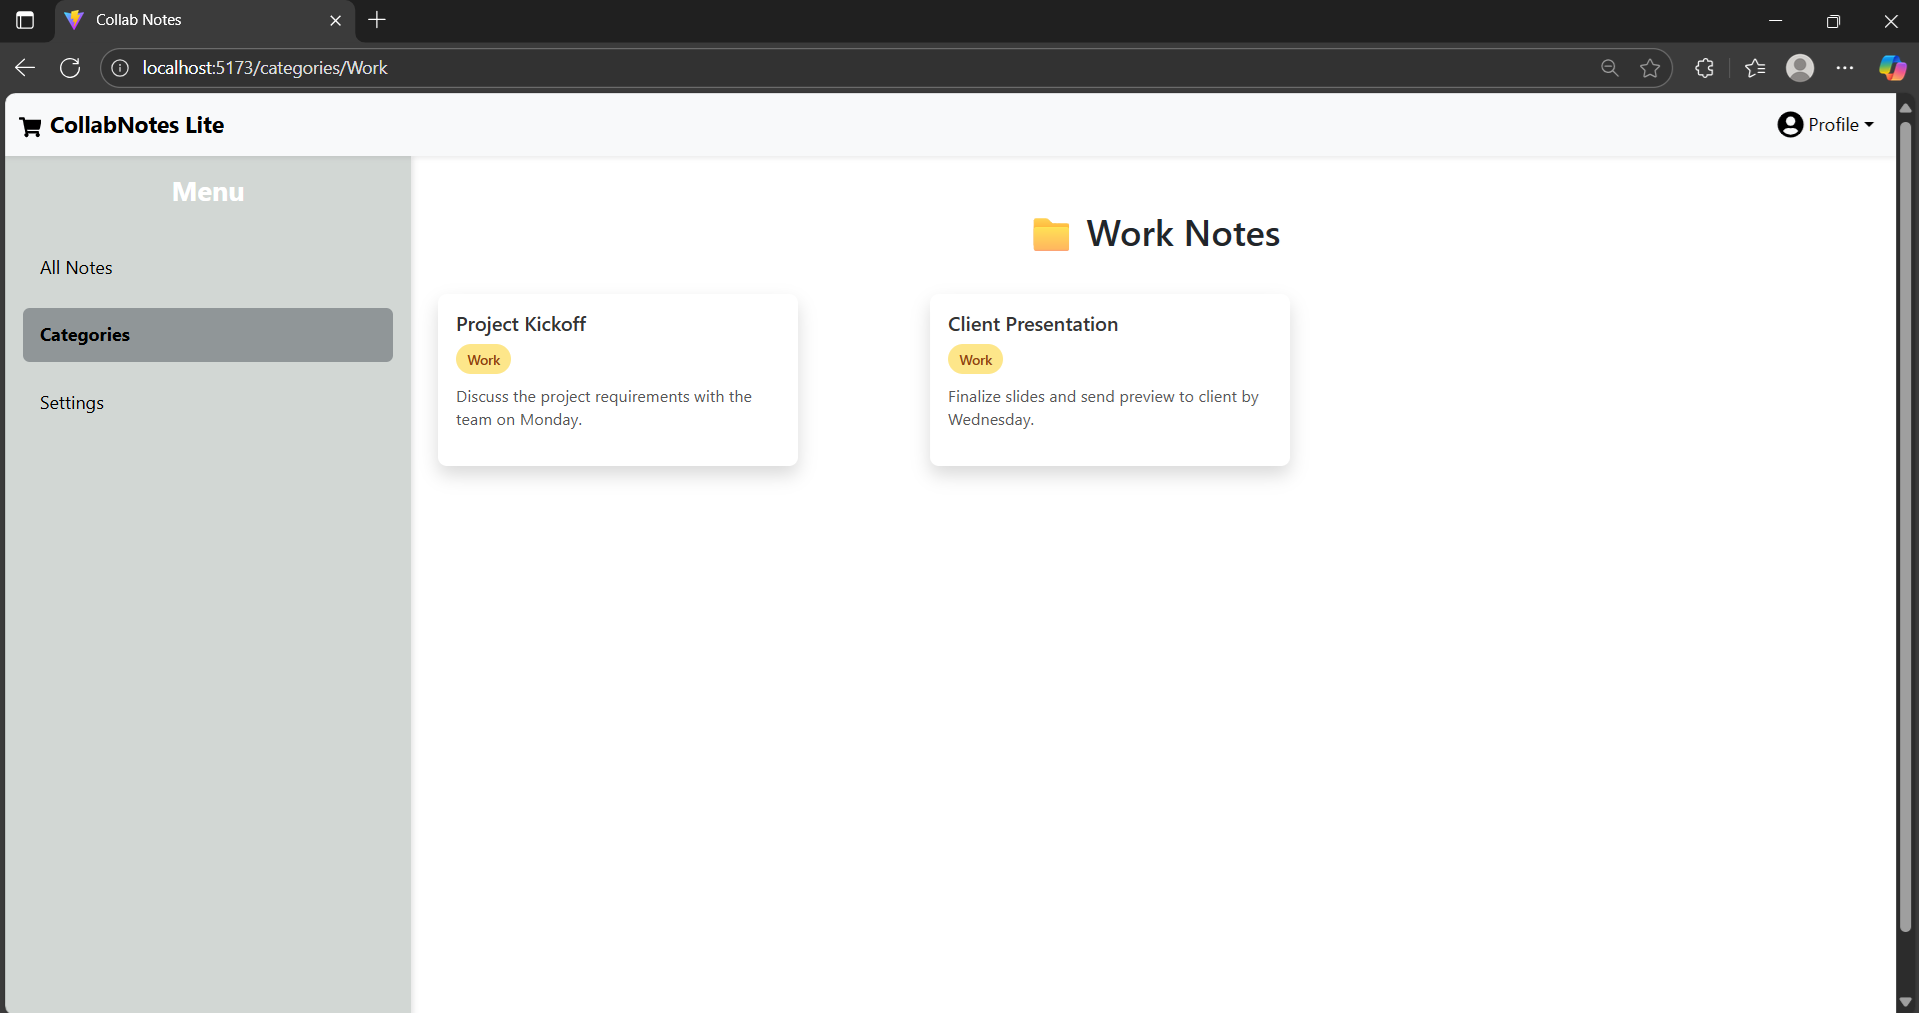 Collab Notes
localhost:5173/categories/Work
CollabNotes Lite
Profile
Menu
All Notes
Categories
Settings
Work Notes
Project Kickoff
Work
Discuss the project requirements with the
team on Monday.
Client Presentation
Work
Finalize slides and send preview to client by
Wednesday.